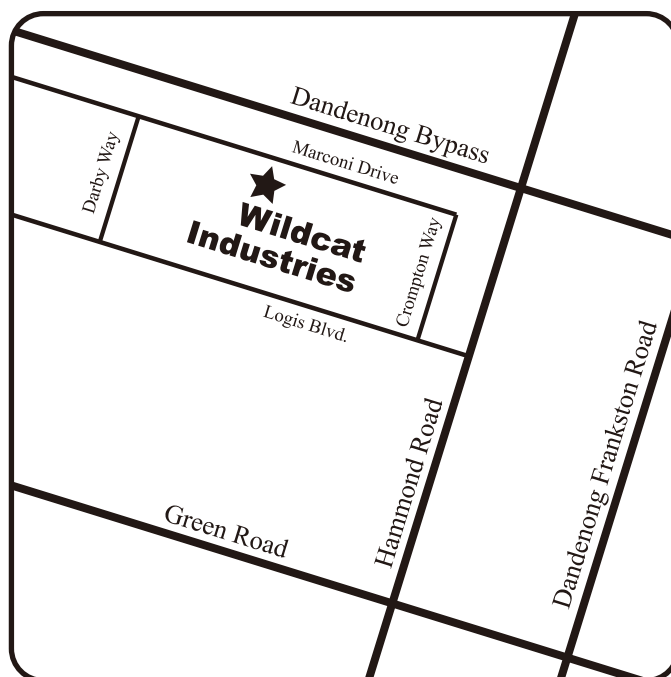 Dandenong Bypass
Marconi Drive
Darby Way
Wildcat
Industries
Crompton Way
Logis Blvd.
Hammond Road
Dandenong Frankston Road
Green Road